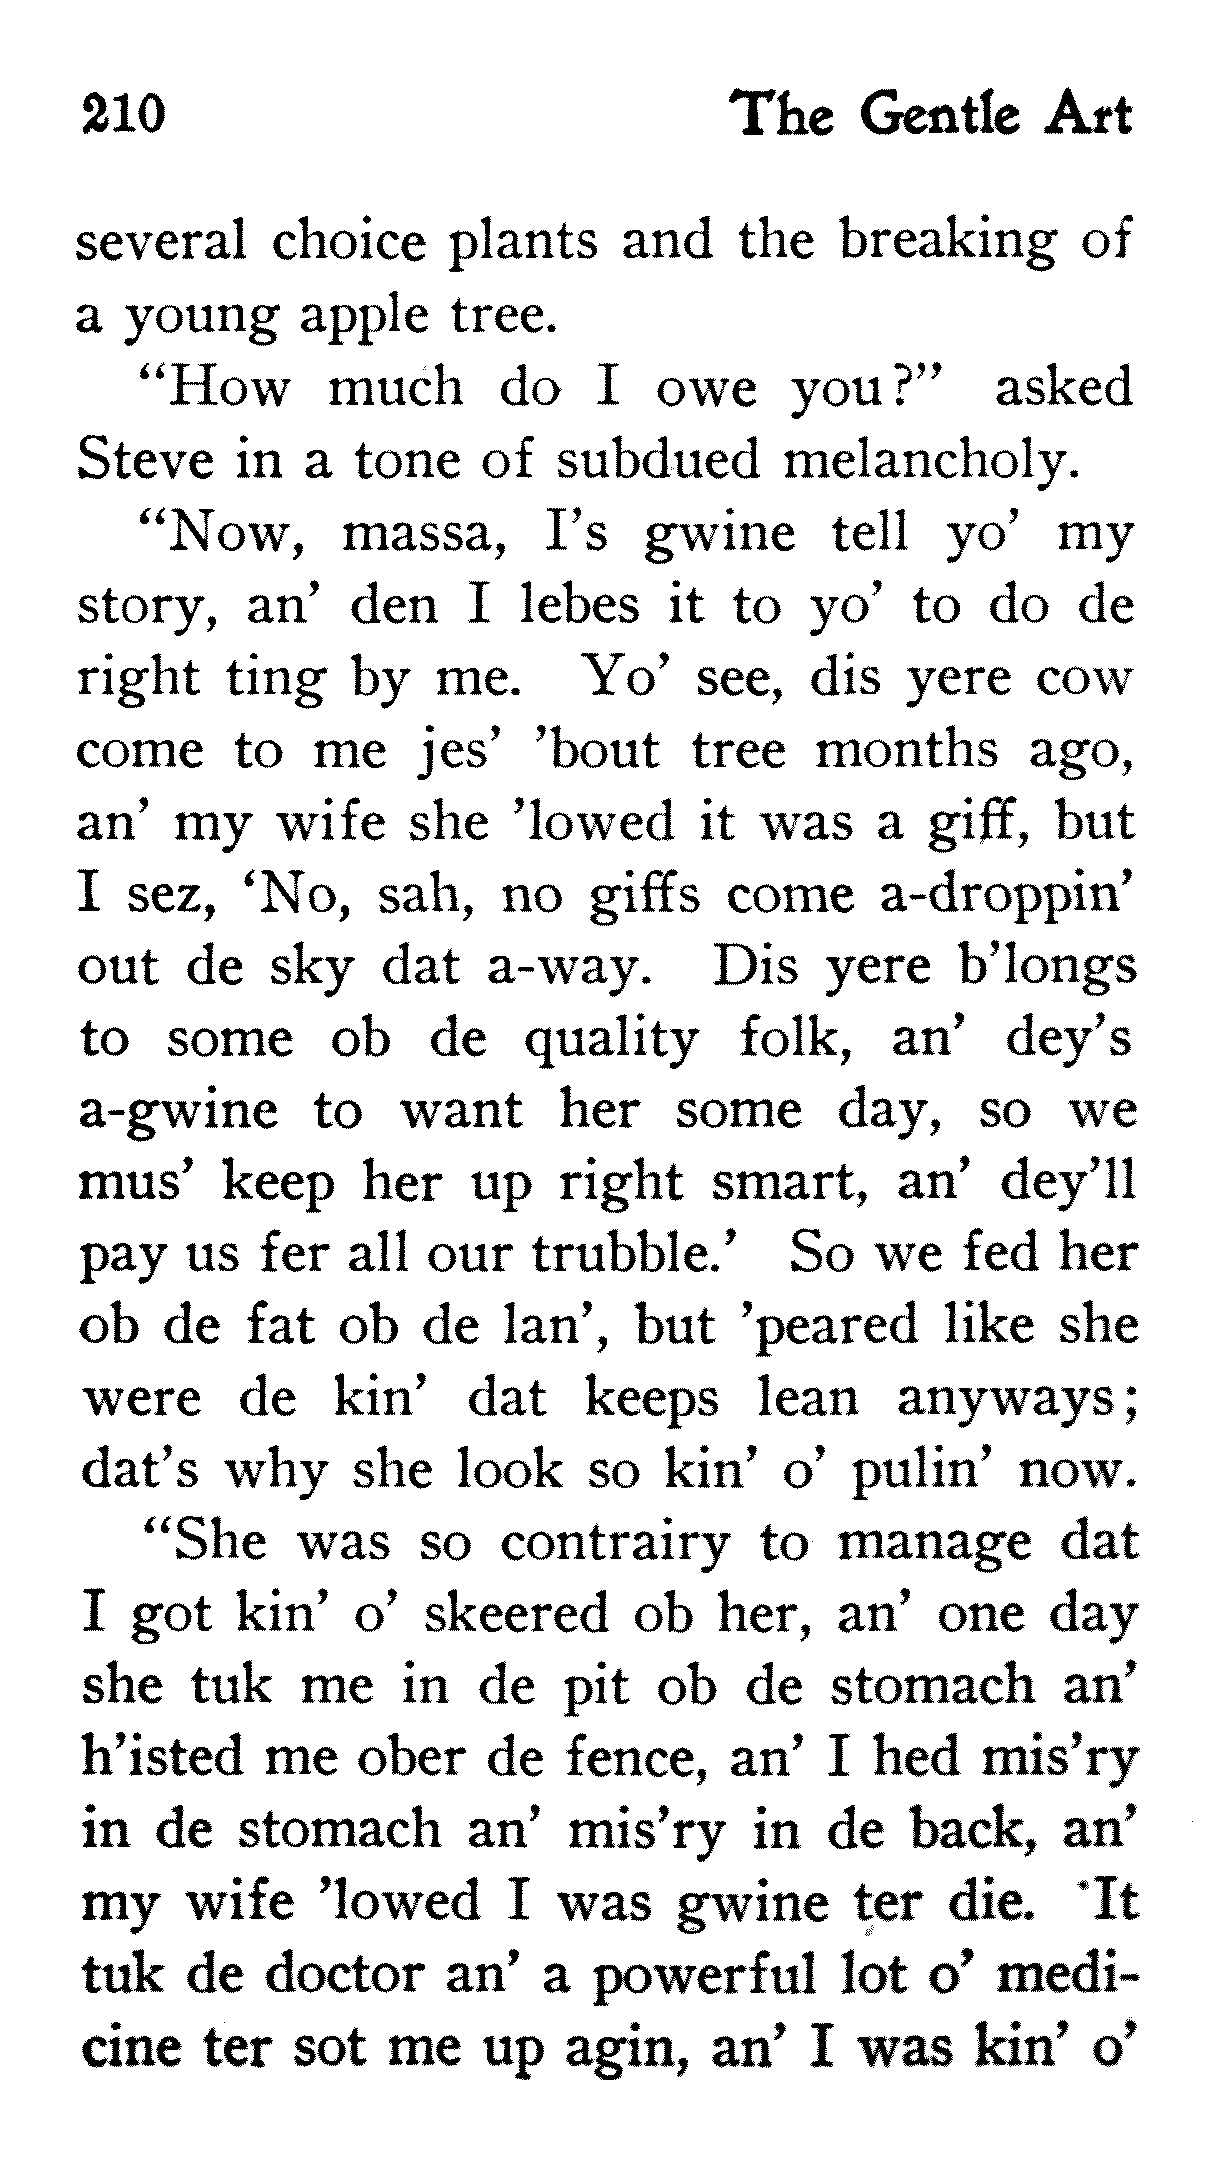 210 The Gentle Art
several choice plants and the breaking of
a young apple tree.
“How much do I owe you?” asked
Steve in a tone of subdued melancholy.
“Now, massa, I’s gwine tell yo’ my
story, an’ den I lebes it to yo’ to do de
right ting by me. Yo’ see, dis yere cow
come to me jes’ ’bout tree months ago,
an’ my wife she ’lowed it was a giff, but
I sez, ‘No, sah, no giffs come a-droppin’
out de sky dat a-way. Dis yere b’longs
to some ob de quality folk, an’ dey’s
a-gwine to want her some day, so we
mus’ keep her up right smart, an’ dey’ll
pay us fer all our trubble.’ So we fed her
ob de fat ob de lan’, but ’peared like she
were de kin’ dat keeps lean anyways;
dat’s why she look so kin’ o’ pulin’ now.
“She was so contrairy to manage dat
I got kin’ o’ skeered ob her, an’ one day
she tuk me in de pit ob de stomach an’
h’isted me ober de fence, an’ I hed mis’ry
in de stomach an’ mis’ry in de back, an’
my wife ’lowed I was gwine ter die. It
tuk de doctor an’ a powerful lot o’ medi-
cine ter sot me up agin, an’ I was kin’ o’